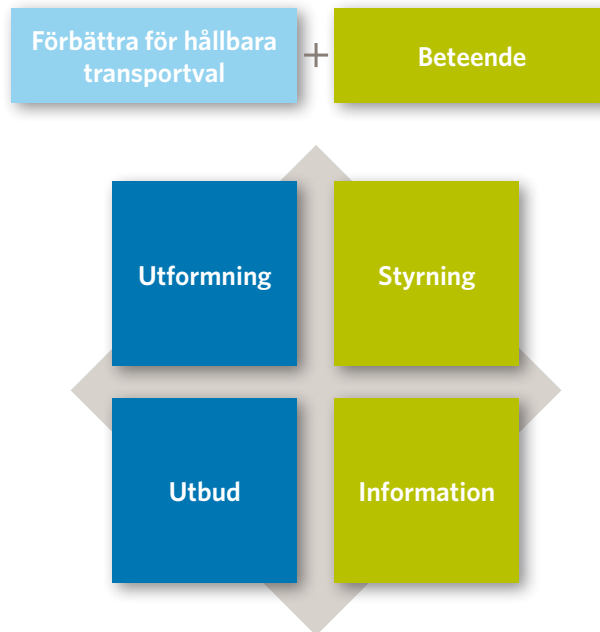 Förbättra för hållbara
transportval
+
Beteende
Utformning
Styrning
Utbud
Information